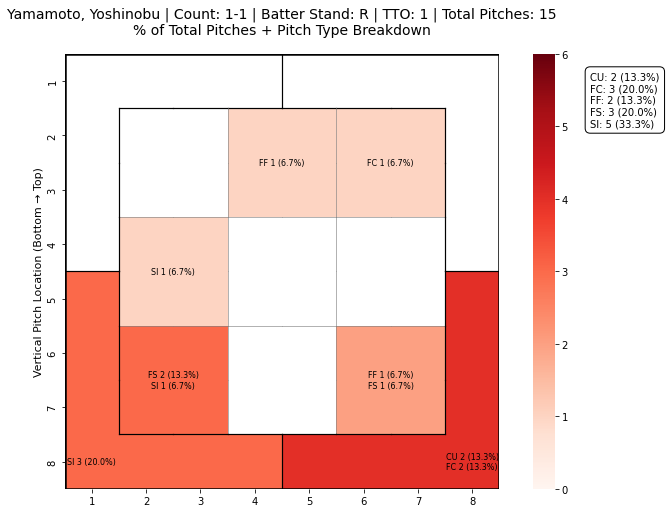 Yamamoto, Yoshinobu | Count: 1-1 | Batter Stand: R | TTO: 1 | Total Pitches: 15
% of Total Pitches + Pitch Type Breakdown
CU: 2 (13.3%)
FC: 3 (20.0%)
FF: 2 (13.3%)
FS: 3 (20.0%)
SI: 5 (33.3%)
Vertical Pitch Location (Bottom → Top)
1
2
3
4
5
6
7
8
FF 1 (6.7%)
FC 1 (6.7%)
SI 1 (6.7%)
FS 2 (13.3%)
SI 1 (6.7%)
FF 1 (6.7%)
FS 1 (6.7%)
SI 3 (20.0%)
CU 2 (13.3%)
FC 2 (13.3%)
1 2 3 4 5 6 7 8
6
5
4
3
2
1
0